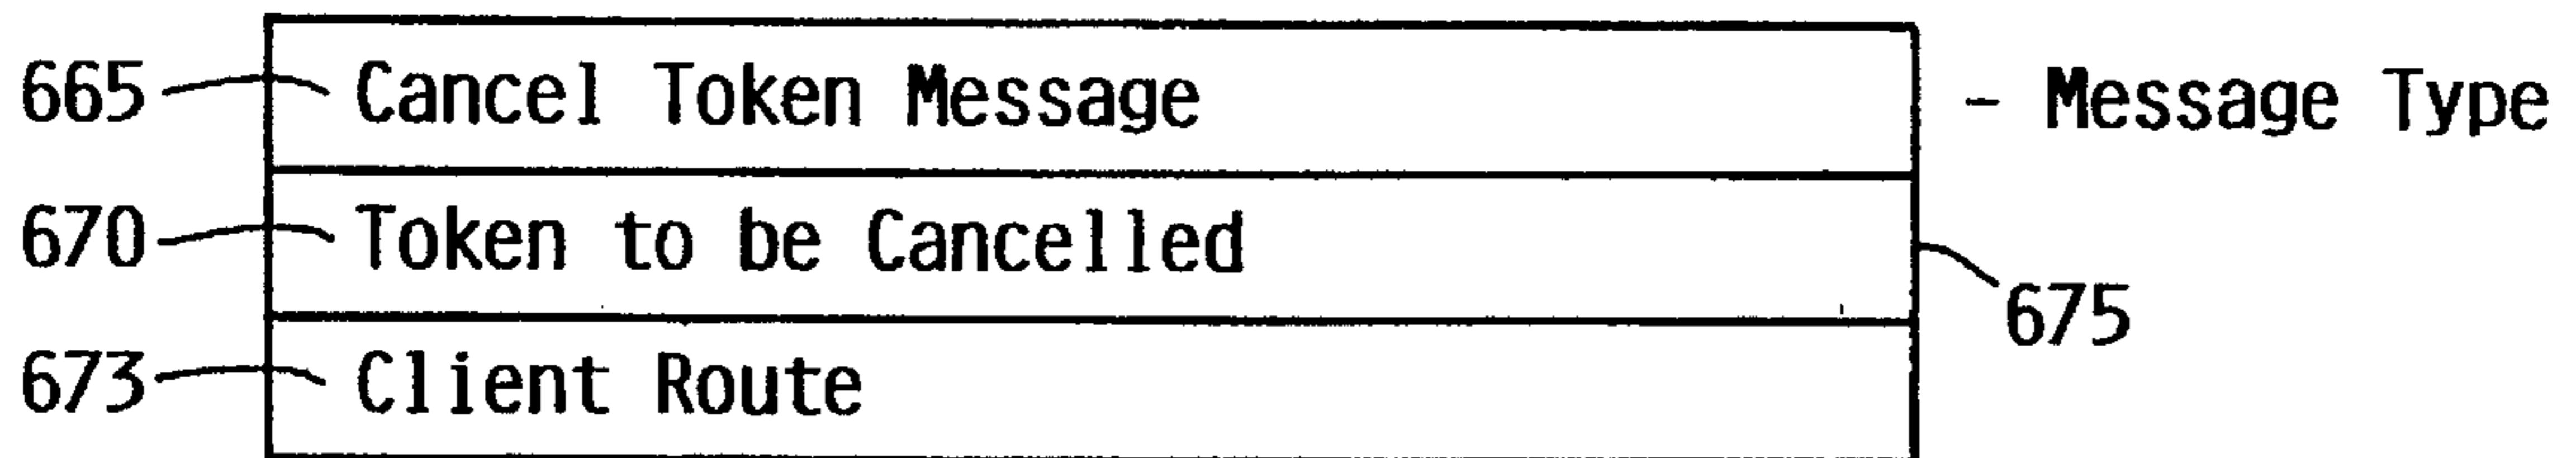 665 Cancel Token Message - Message Type
670 Token to be Cancelled
675
673 Client Route